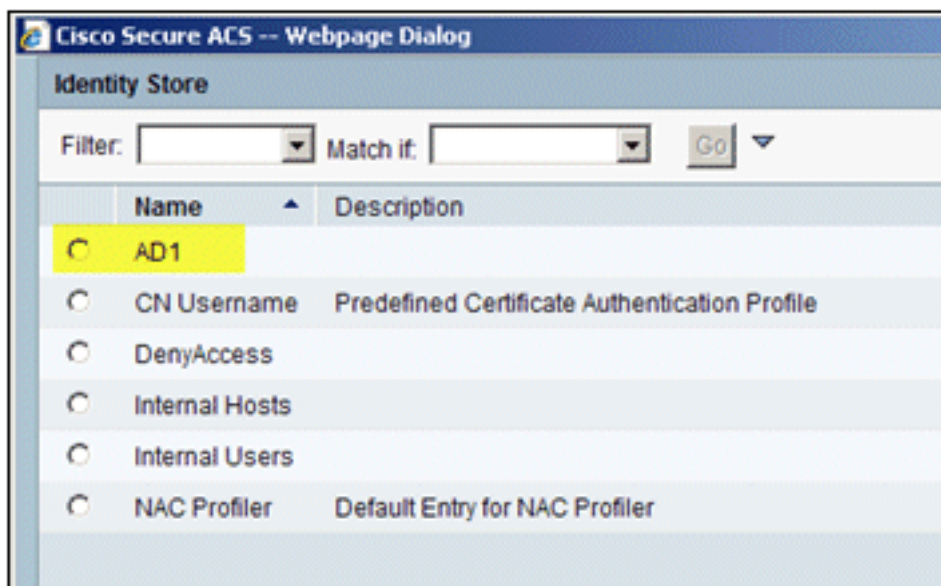 Cisco Secure ACS -- Webpage Dialog
Identity Store
Filter: Match if: Go
Name Description
AD1
CN Username Predefined Certificate Authentication Profile
DenyAccess
Internal Hosts
Internal Users
NAC Profiler Default Entry for NAC Profiler